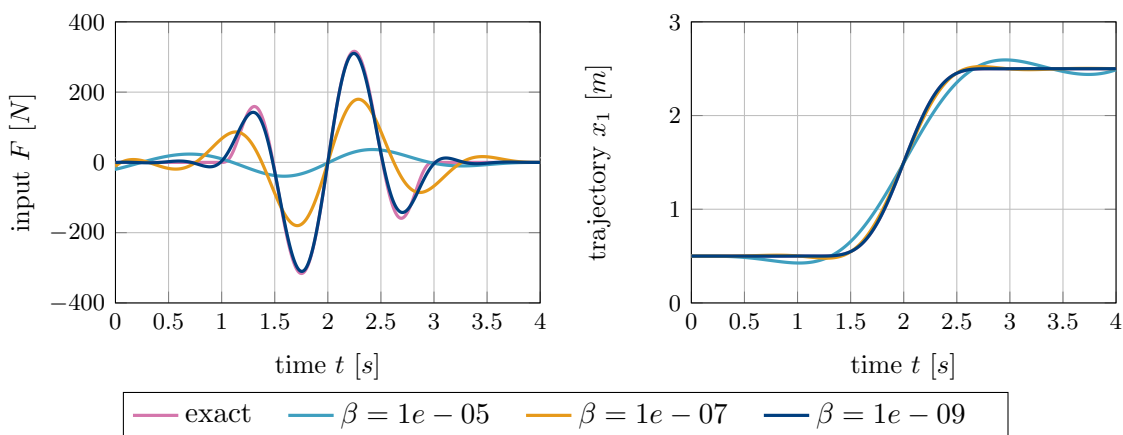 400
200
0
−200
−400
input F [N]
0 0.5 1 1.5 2 2.5 3 3.5 4
time t [s]
3
2
1
0
trajectory x₁ [m]
0 0.5 1 1.5 2 2.5 3 3.5 4
time t [s]
exact β = 1e − 05 β = 1e − 07 β = 1e − 09